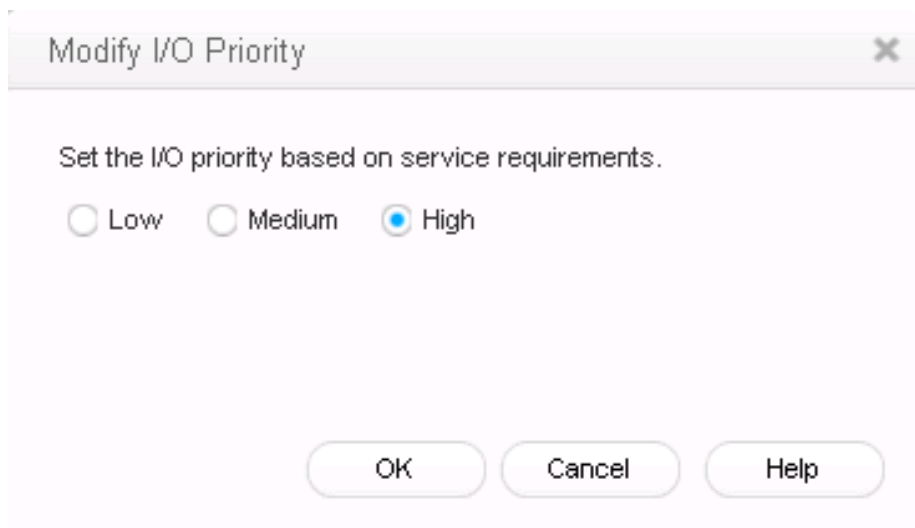 Modify I/O Priority
Set the I/O priority based on service requirements.
Low Medium High
OK Cancel Help